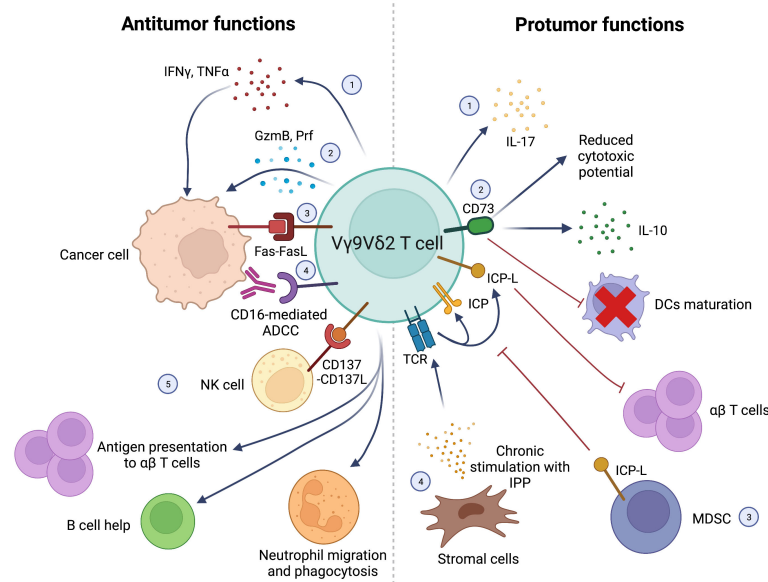 Antitumor functions
Protumor functions
IFNγ, TNFα
1
GzmB, Prf
2
3
Fas-FasL
Cancer cell
4
CD16-mediated
ADCC
CD137
-CD137L
NK cell
5
Antigen presentation
to αβ T cells
B cell help
Neutrophil migration
and phagocytosis
Vγ9Vδ2 T cell
1
IL-17
Reduced
cytotoxic
potential
2
CD73
IL-10
ICP-L
ICP
DCs maturation
TCR
αβ T cells
Chronic
stimulation with
IPP
4
Stromal cells
ICP-L
MDSC
3